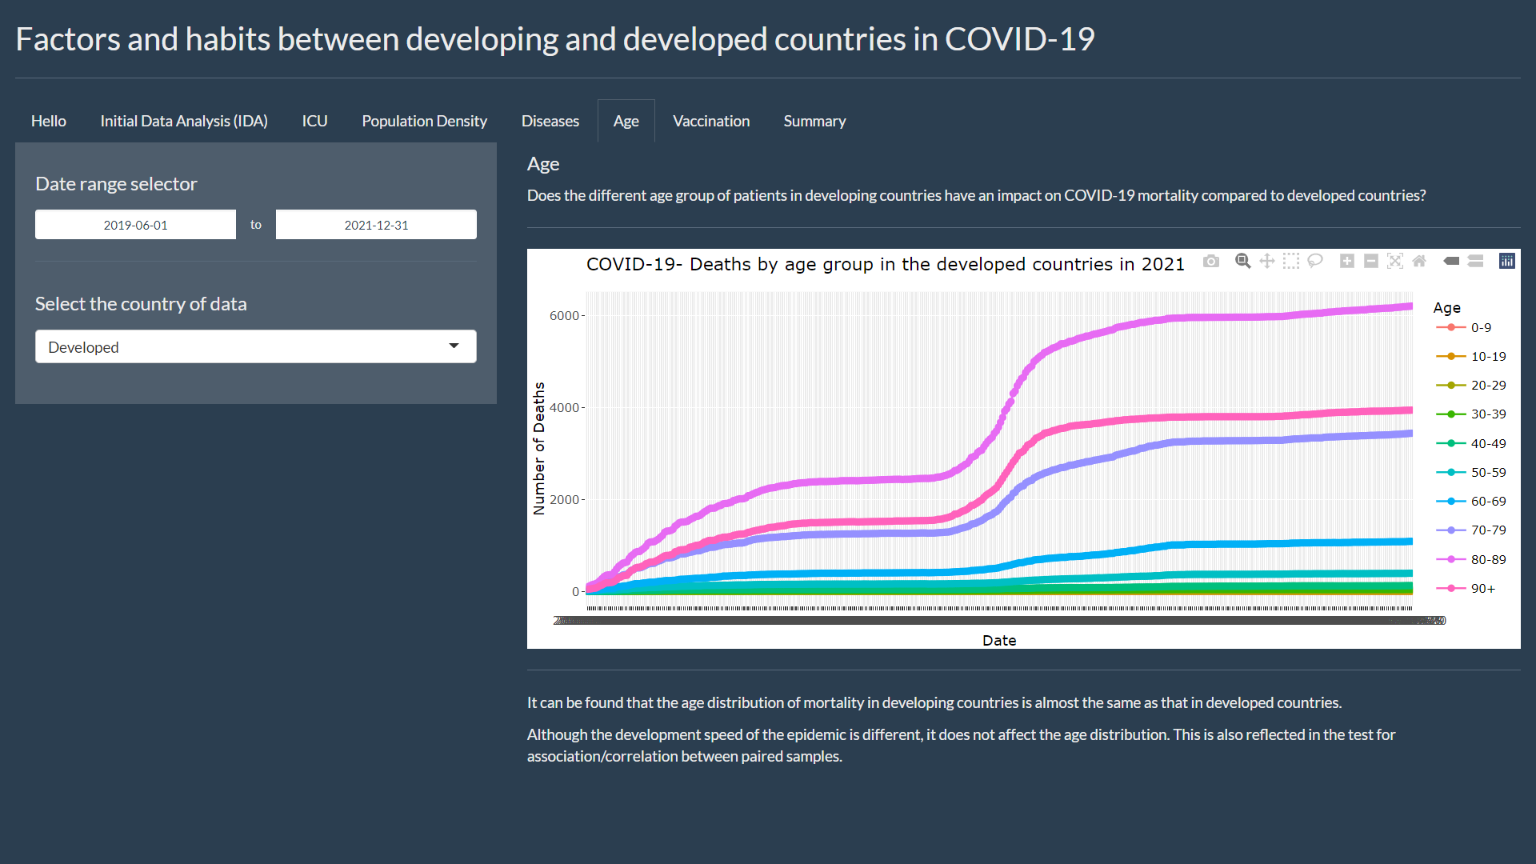 Factors and habits between developing and developed countries in COVID-19
Hello
Initial Data Analysis (IDA)
ICU
Population Density
Diseases
Age
Vaccination
Summary
Date range selector
2019-06-01
to
2021-12-31
Select the country of data
Developed
Age
Does the different age group of patients in developing countries have an impact on COVID-19 mortality compared to developed countries?
COVID-19- Deaths by age group in the developed countries in 2021
Number of Deaths
6000
4000
2000
0
Date
Age
0-9
10-19
20-29
30-39
40-49
50-59
60-69
70-79
80-89
90+
It can be found that the age distribution of mortality in developing countries is almost the same as that in developed countries.
Although the development speed of the epidemic is different, it does not affect the age distribution. This is also reflected in the test for
association/correlation between paired samples.